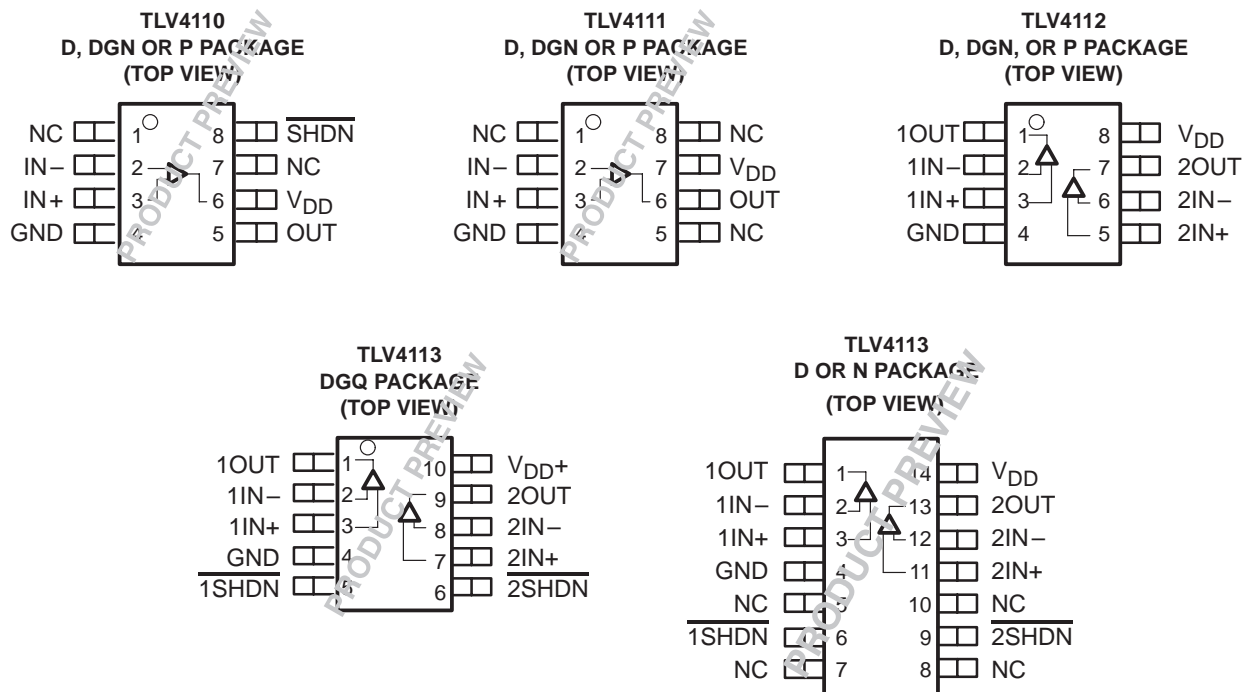 TLV4110
D, DGN OR P PACKAGE
(TOP VIEW)
NC 1 8 SHDN
IN− 2 7 NC
IN+ 3 6 VDD
GND 4 5 OUT
PRODUCT PREVIEW
TLV4111
D, DGN OR P PACKAGE
(TOP VIEW)
NC 1 8 NC
IN− 2 7 VDD
IN+ 3 6 OUT
GND 4 5 NC
PRODUCT PREVIEW
TLV4112
D, DGN, OR P PACKAGE
(TOP VIEW)
1OUT 1 8 VDD
1IN− 2 7 2OUT
1IN+ 3 6 2IN−
GND 4 5 2IN+
TLV4113
DGQ PACKAGE
(TOP VIEW)
1OUT 1 10 VDD+
1IN− 2 9 2OUT
1IN+ 3 8 2IN−
GND 4 7 2IN+
1SHDN 5 6 2SHDN
PRODUCT PREVIEW
TLV4113
D OR N PACKAGE
(TOP VIEW)
1OUT 1 14 VDD
1IN− 2 13 2OUT
1IN+ 3 12 2IN−
GND 4 11 2IN+
NC 5 10 NC
1SHDN 6 9 2SHDN
NC 7 8 NC
PRODUCT PREVIEW